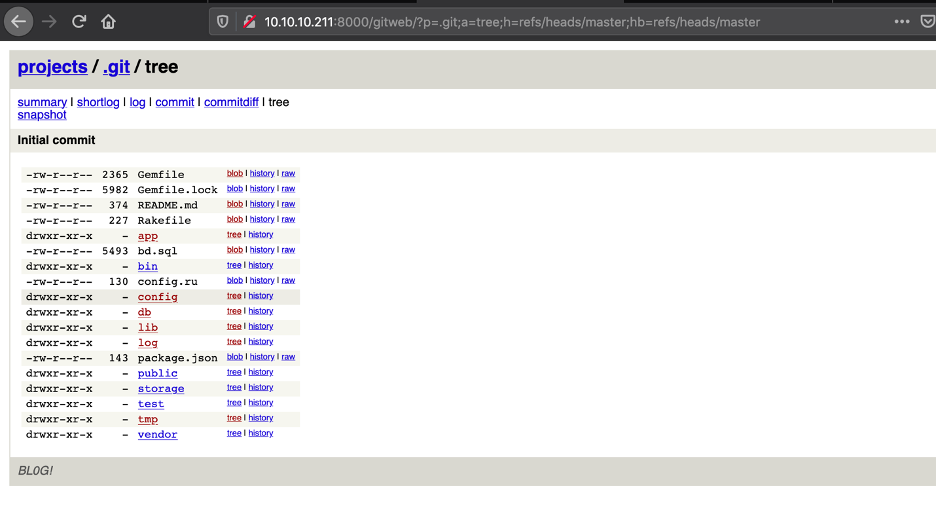 10.10.10.211:8000/gitweb/?p=.git;a=tree;h=refs/heads/master;hb=refs/heads/master
projects / .git / tree
summary | shortlog | log | commit | commitdiff | tree
snapshot
Initial commit
-rw-r--r-- 2365 Gemfile blob | history | raw
-rw-r--r-- 5982 Gemfile.lock blob | history | raw
-rw-r--r-- 374 README.md blob | history | raw
-rw-r--r-- 227 Rakefile blob | history | raw
drwxr-xr-x - app tree | history
-rw-r--r-- 5493 bd.sql blob | history | raw
drwxr-xr-x - bin tree | history
-rw-r--r-- 130 config.ru blob | history | raw
drwxr-xr-x - config tree | history
drwxr-xr-x - db tree | history
drwxr-xr-x - lib tree | history
drwxr-xr-x - log tree | history
-rw-r--r-- 143 package.json blob | history | raw
drwxr-xr-x - public tree | history
drwxr-xr-x - storage tree | history
drwxr-xr-x - test tree | history
drwxr-xr-x - tmp tree | history
drwxr-xr-x - vendor tree | history
BL0G!